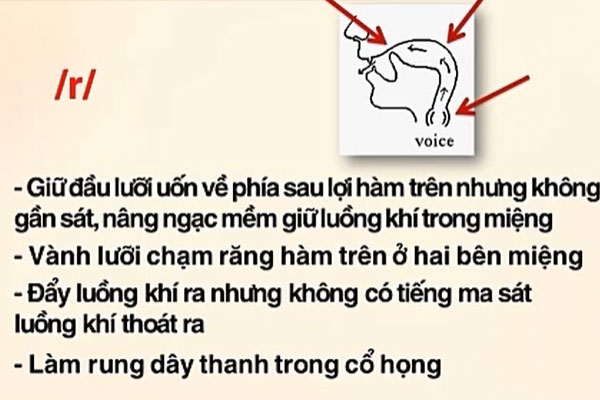 /r/
voice
- Giữ đầu lưỡi uốn về phía sau lợi hàm trên nhưng không
gần sát, nâng ngạc mềm giữ luồng khí trong miệng
- Vành lưỡi chạm răng hàm trên ở hai bên miệng
- Đẩy luồng khí ra nhưng không có tiếng ma sát
luồng khí thoát ra
- Làm rung dây thanh trong cổ họng